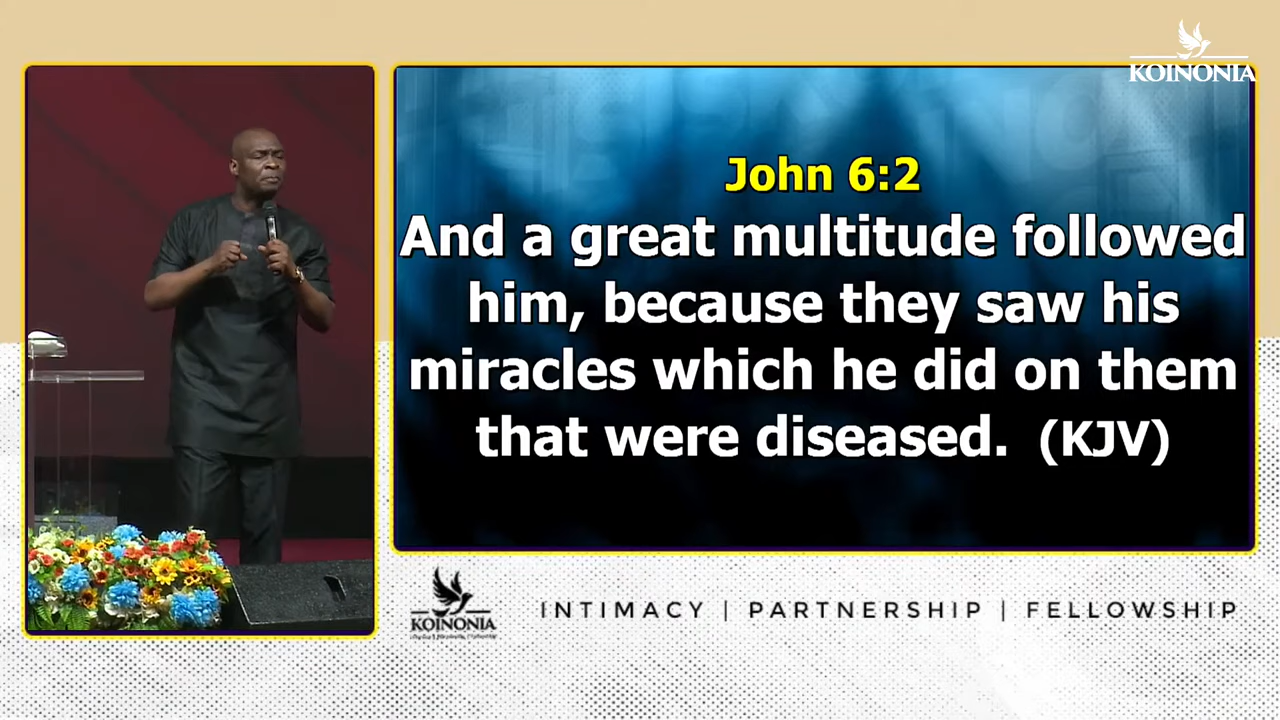 KOINONIA
John 6:2
And a great multitude followed
him, because they saw his
miracles which he did on them
that were diseased. (KJV)
KOINONIA
INTIMACY | PARTNERSHIP | FELLOWSHIP